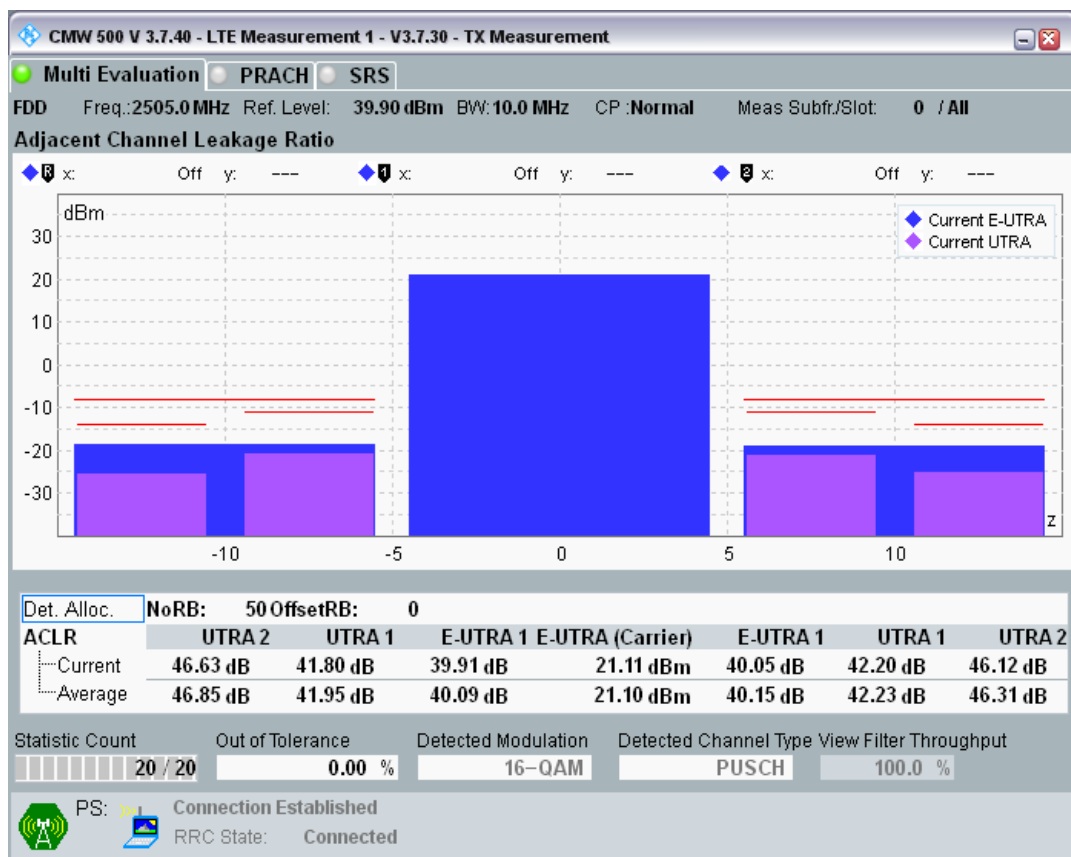 CMW 500 V 3.7.40 - LTE Measurement 1 - V3.7.30 - TX Measurement
Multi Evaluation PRACH SRS
FDD Freq.:2505.0 MHz Ref. Level: 39.90 dBm BW:10.0 MHz CP :Normal Meas Subfr./Slot: 0 / All
Adjacent Channel Leakage Ratio
R x: Off y: --- 1 x: Off y: --- 2 x: Off y: ---
dBm
Current E-UTRA
Current UTRA
30
20
10
0
-10
-20
-30
z
-10 -5 0 5 10
Det. Alloc. NoRB: 50 OffsetRB: 0
ACLR UTRA 2 UTRA 1 E-UTRA 1 E-UTRA (Carrier) E-UTRA 1 UTRA 1 UTRA 2
Current 46.63 dB 41.80 dB 39.91 dB 21.11 dBm 40.05 dB 42.20 dB 46.12 dB
Average 46.85 dB 41.95 dB 40.09 dB 21.10 dBm 40.15 dB 42.23 dB 46.31 dB
Statistic Count Out of Tolerance Detected Modulation Detected Channel Type View Filter Throughput
20 / 20 0.00 % 16-QAM PUSCH 100.0 %
PS: Connection Established
RRC State: Connected